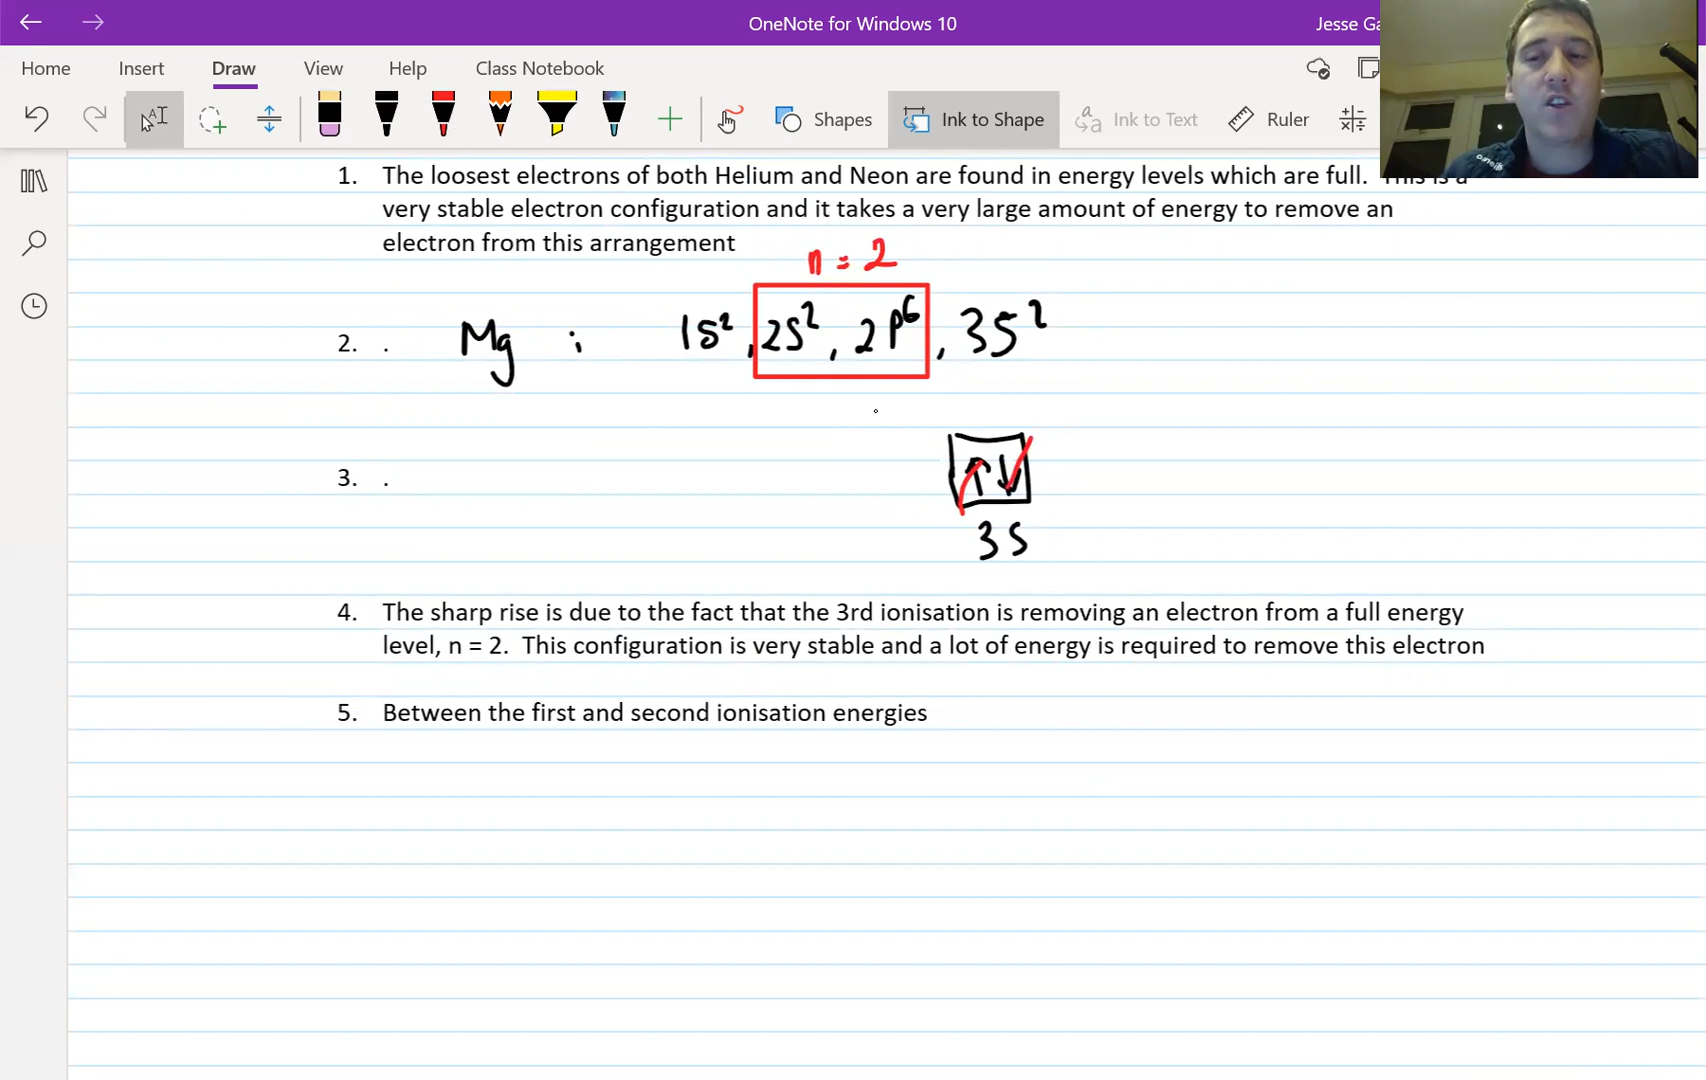 OneNote for Windows 10
Jesse Ga
Home Insert Draw View Help Class Notebook
Shapes Ink to Shape Ink to Text Ruler
1. The loosest electrons of both Helium and Neon are found in energy levels which are full. This is a
very stable electron configuration and it takes a very large amount of energy to remove an
electron from this arrangement
n = 2
2. . Mg : 1s², 2s², 2p⁶, 3s²
3. .
3s
4. The sharp rise is due to the fact that the 3rd ionisation is removing an electron from a full energy
level, n = 2. This configuration is very stable and a lot of energy is required to remove this electron
5. Between the first and second ionisation energies
O'neills